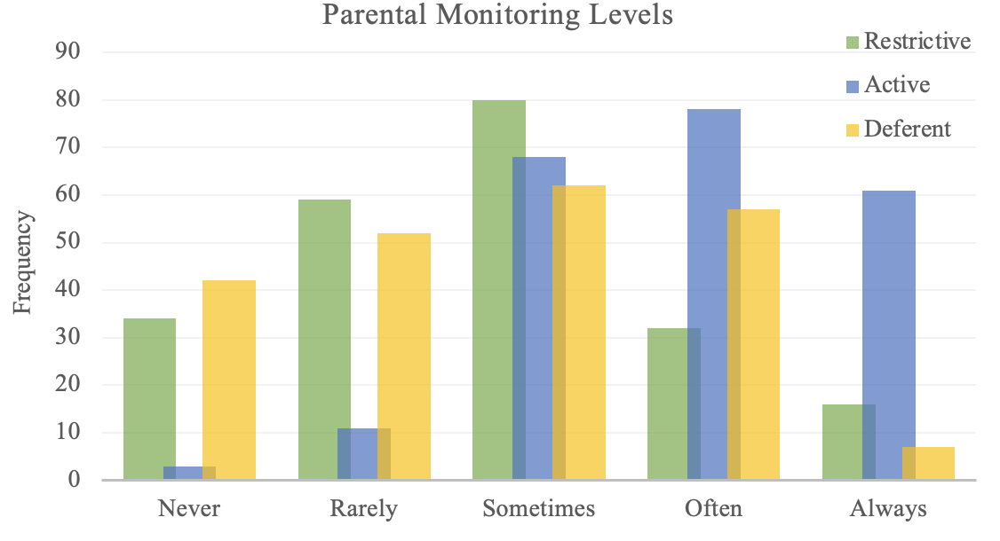 Parental Monitoring Levels
Restrictive
Active
Deferent
Frequency
90
80
70
60
50
40
30
20
10
0
Never Rarely Sometimes Often Always